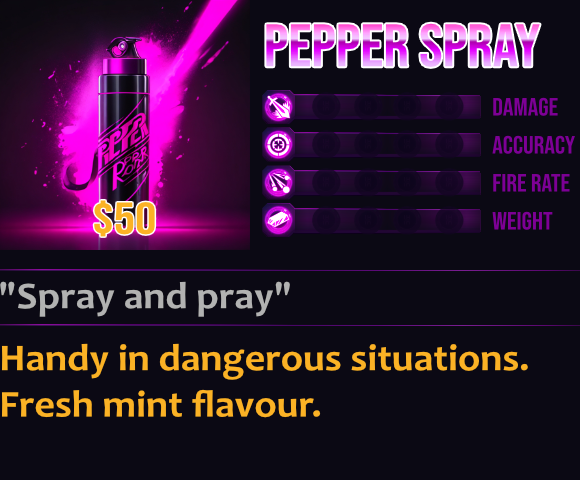 PEPPER SPRAY
DAMAGE
ACCURACY
FIRE RATE
WEIGHT
$50
"Spray and pray"
Handy in dangerous situations.
Fresh mint flavour.